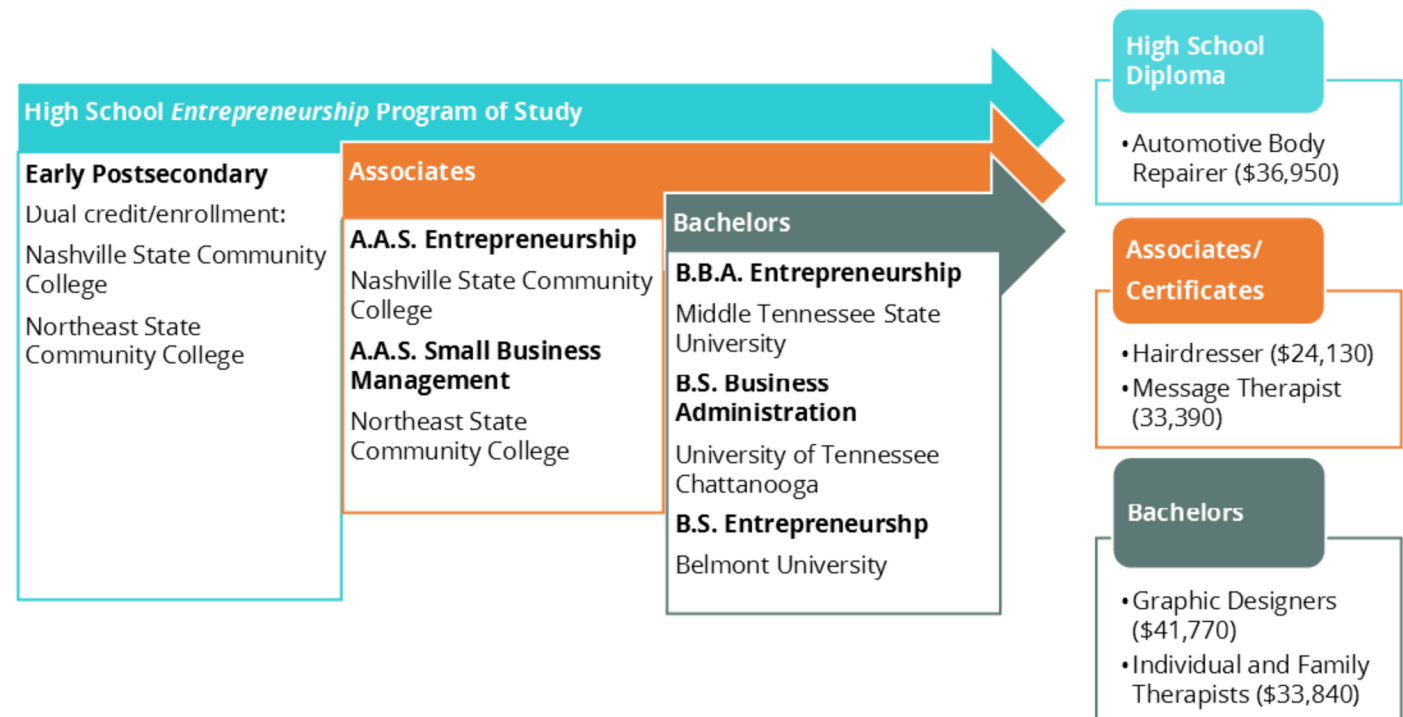 High School Entrepreneurship Program of Study
Early Postsecondary
Dual credit/enrollment:
Nashville State Community
College
Northeast State
Community College
Associates
A.A.S. Entrepreneurship
Nashville State Community
College
A.A.S. Small Business
Management
Northeast State
Community College
Bachelors
B.B.A. Entrepreneurship
Middle Tennessee State
University
B.S. Business
Administration
University of Tennessee
Chattanooga
B.S. Entrepreneurshp
Belmont University
High School
Diploma
•Automotive Body
Repairer ($36,950)
Associates/
Certificates
•Hairdresser ($24,130)
•Message Therapist
(33,390)
Bachelors
•Graphic Designers
($41,770)
•Individual and Family
Therapists ($33,840)